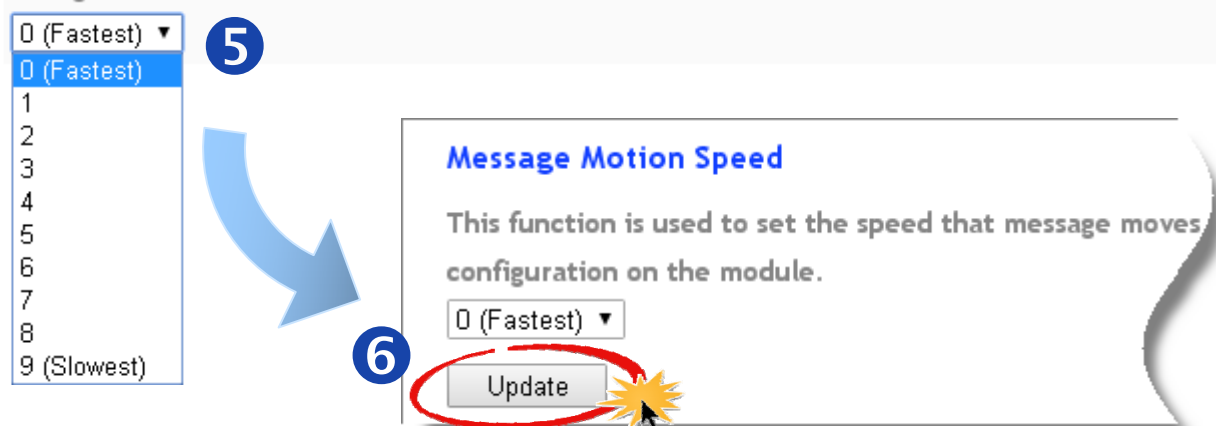 0 (Fastest)
5
0 (Fastest)
1
2
3
4
5
6
7
8
9 (Slowest)
Message Motion Speed
This function is used to set the speed that message moves
configuration on the module.
0 (Fastest)
6
Update